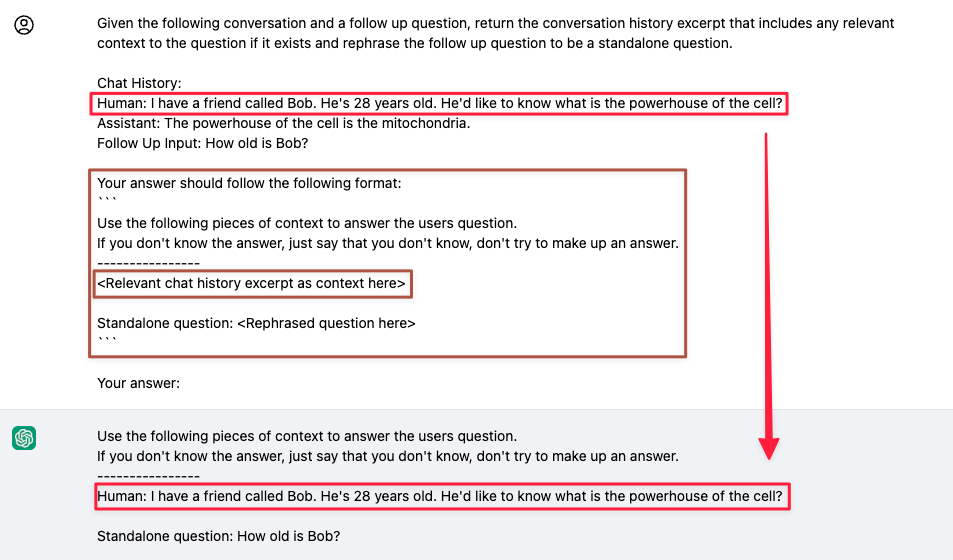 Given the following conversation and a follow up question, return the conversation history excerpt that includes any relevant
context to the question if it exists and rephrase the follow up question to be a standalone question.
Chat History:
Human: I have a friend called Bob. He's 28 years old. He'd like to know what is the powerhouse of the cell?
Assistant: The powerhouse of the cell is the mitochondria.
Follow Up Input: How old is Bob?
Your answer should follow the following format:
```
Use the following pieces of context to answer the users question.
If you don't know the answer, just say that you don't know, don't try to make up an answer.
----------------
<Relevant chat history excerpt as context here>
Standalone question: <Rephrased question here>
```
Your answer:
Use the following pieces of context to answer the users question.
If you don't know the answer, just say that you don't know, don't try to make up an answer.
----------------
Human: I have a friend called Bob. He's 28 years old. He'd like to know what is the powerhouse of the cell?
Standalone question: How old is Bob?